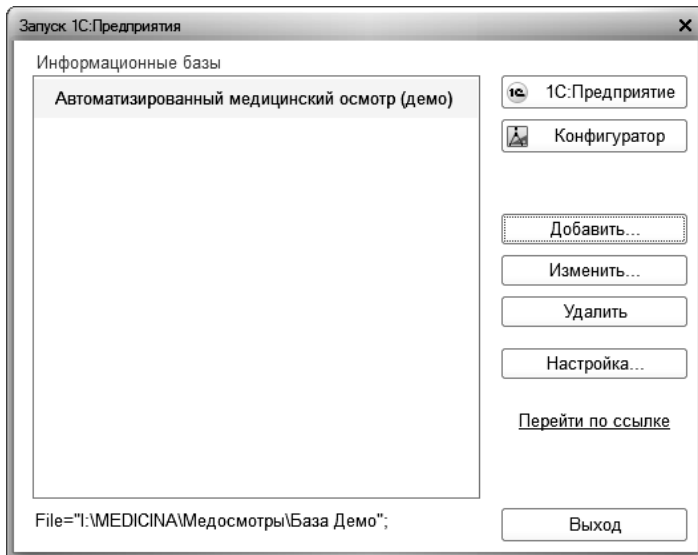 Запуск 1С:Предприятия
Информационные базы
Автоматизированный медицинский осмотр (демо)
1С:Предприятие
Конфигуратор
Добавить...
Изменить...
Удалить
Настройка...
Перейти по ссылке
File="I:\MEDICINA\Медосмотры\База Демо";
Выход